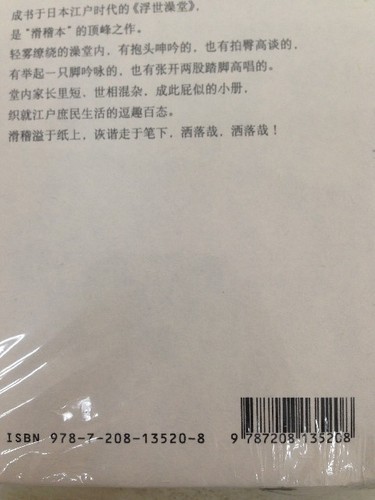 成书于日本江户时代的《浮世澡堂》,
是“滑稽本”的顶峰之作。
轻雾缭绕的澡堂内，有抱头呻吟的，也有拍臀高谈的，
有举起一只脚吟咏的，也有张开两股踏脚高唱的。
堂内家长里短、世相混杂，成此屁似的小册，
织就江户庶民生活的逗趣百态。
滑稽溢于纸上，诙谐走于笔下，洒落哉，洒落哉！
ISBN 978-7-208-13520-8
9 787208 135208